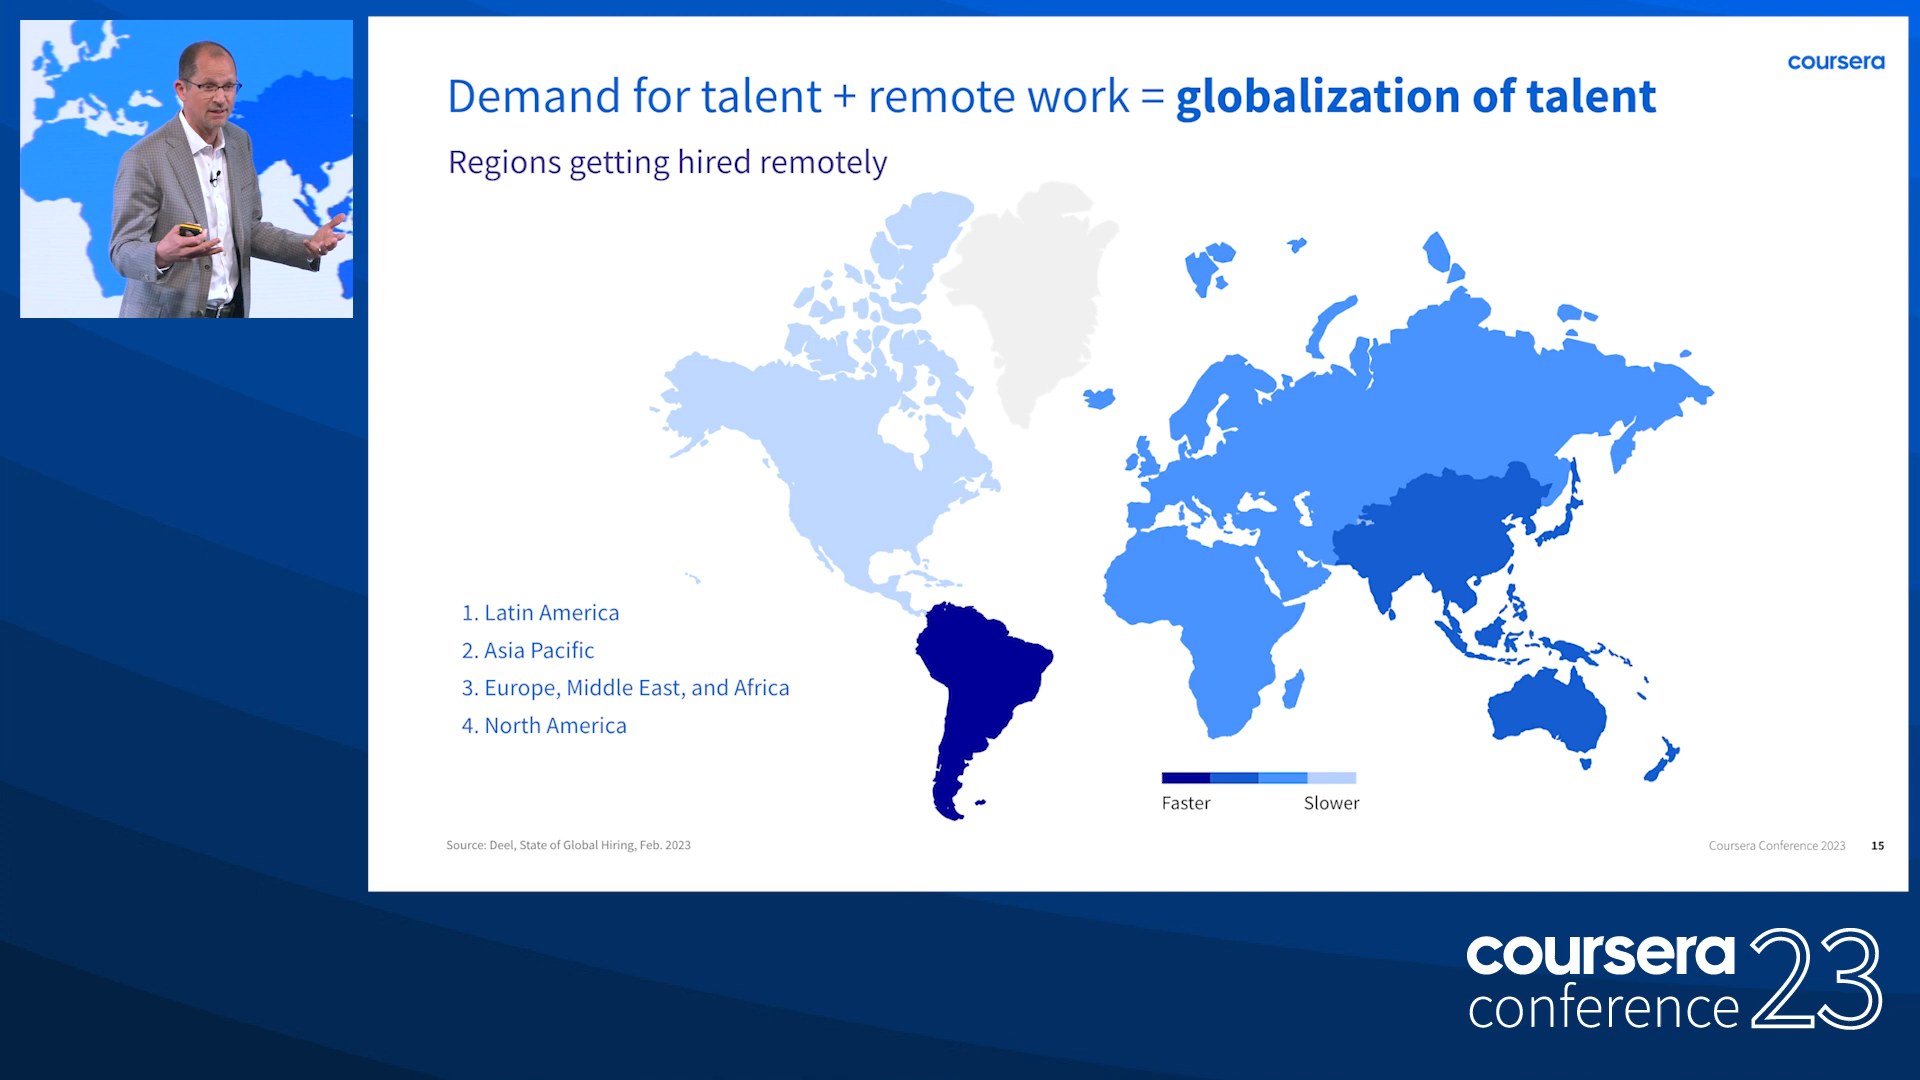 coursera
Demand for talent + remote work = globalization of talent
Regions getting hired remotely
1. Latin America
2. Asia Pacific
3. Europe, Middle East, and Africa
4. North America
Faster
Slower
Source: Deel, State of Global Hiring, Feb. 2023
Coursera Conference 2023
15
coursera
conference
23